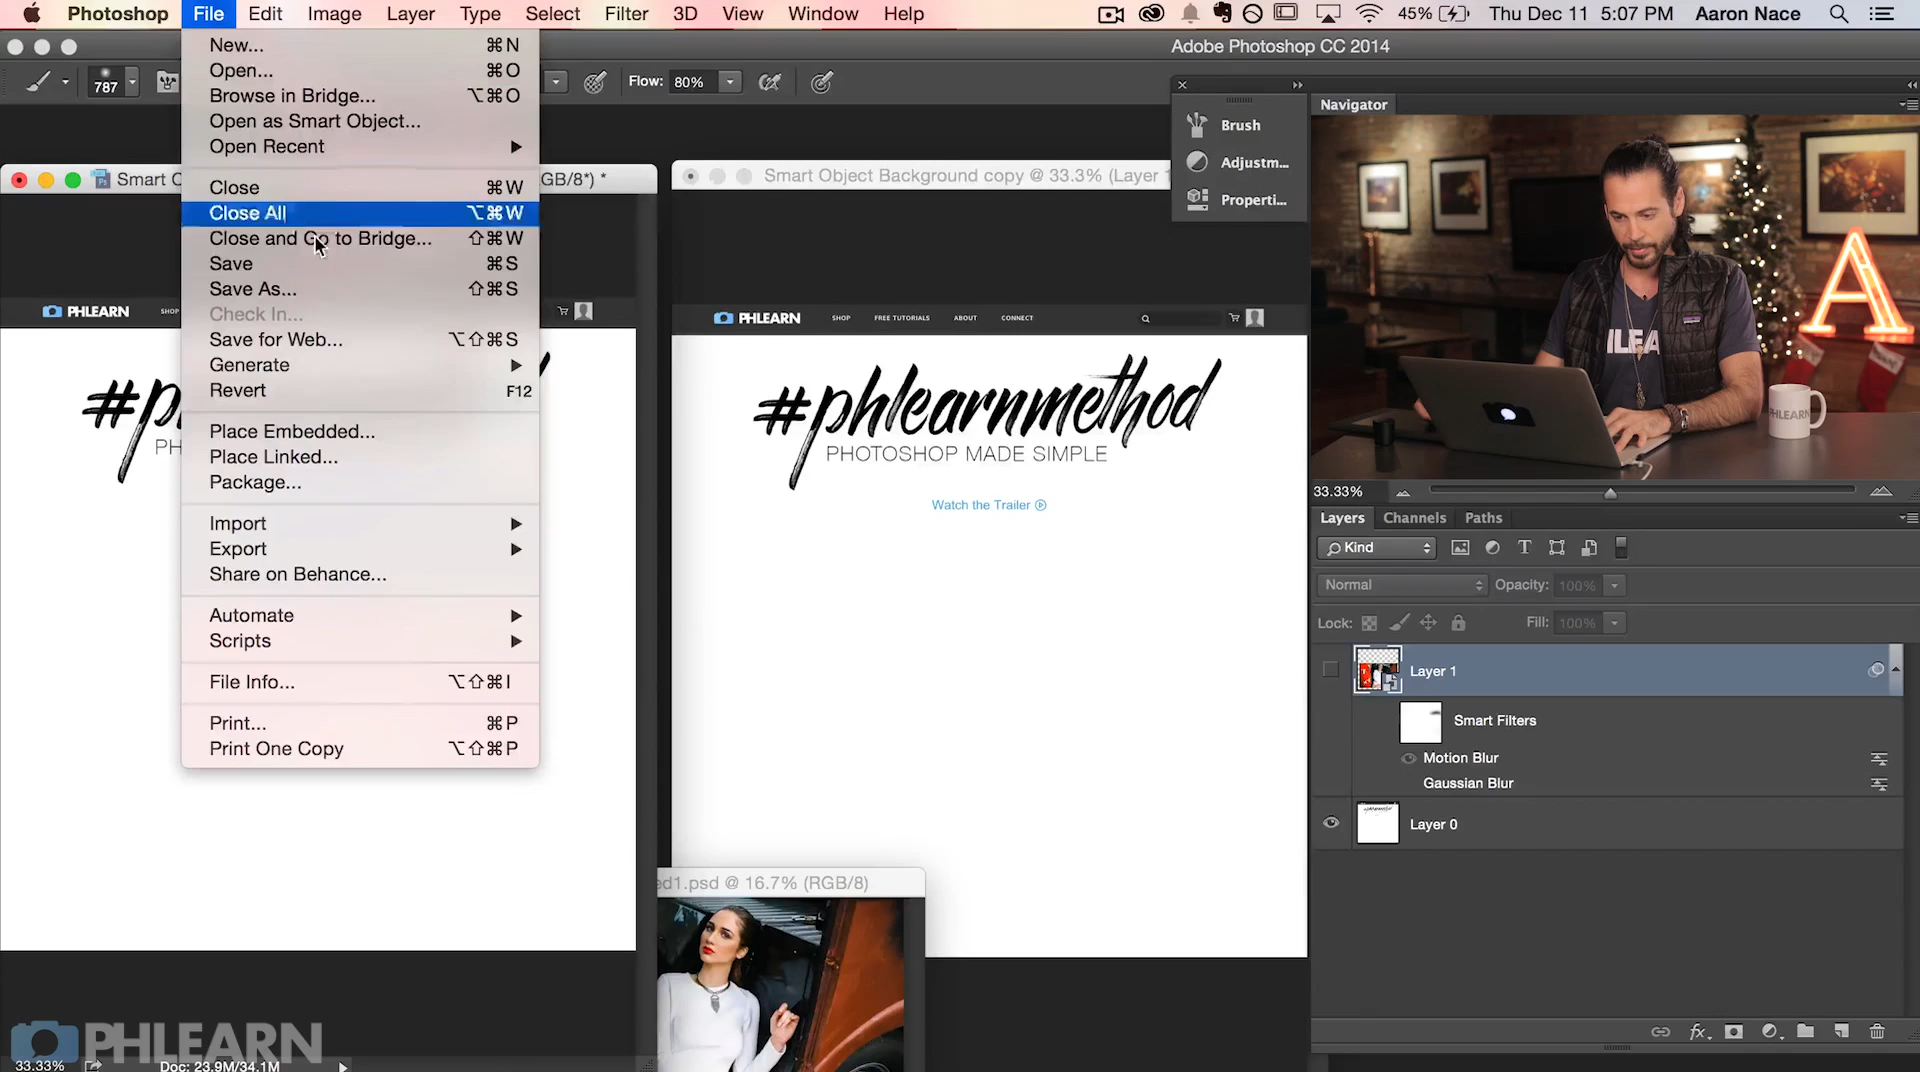 Photoshop File Edit Image Layer Type Select Filter 3D View Window Help 45% Thu Dec 11 5:07 PM Aaron Nace
Adobe Photoshop CC 2014
787 Flow: 80%
New... ⌘N
Open... ⌘O
Browse in Bridge... ⌥⌘O
Open as Smart Object...
Open Recent ▶
Close ⌘W
Close All ⌥⌘W
Close and Go to Bridge... ⇧⌘W
Save ⌘S
Save As... ⇧⌘S
Check In...
Save for Web... ⌥⇧⌘S
Generate ▶
Revert F12
Place Embedded...
Place Linked...
Package...
Import ▶
Export ▶
Share on Behance...
Automate ▶
Scripts ▶
File Info... ⌥⇧⌘I
Print... ⌘P
Print One Copy ⌥⇧⌘P
Smart GB/8*) *
PHLEARN SHOP
#p
PH
Smart Object Background copy @ 33.3% (Layer
PHLEARN SHOP FREE TUTORIALS ABOUT CONNECT
#phlearnmethod
PHOTOSHOP MADE SIMPLE
Watch the Trailer
ed1.psd @ 16.7% (RGB/8)
Brush
Adjustm...
Properti...
Navigator
A
PHLEARN
33.33%
Layers Channels Paths
Kind
Normal Opacity: 100%
Lock: Fill: 100%
Layer 1
Smart Filters
Motion Blur
Gaussian Blur
Layer 0
fx
PHLEARN
33.33% Doc: 23.9M/34.1M